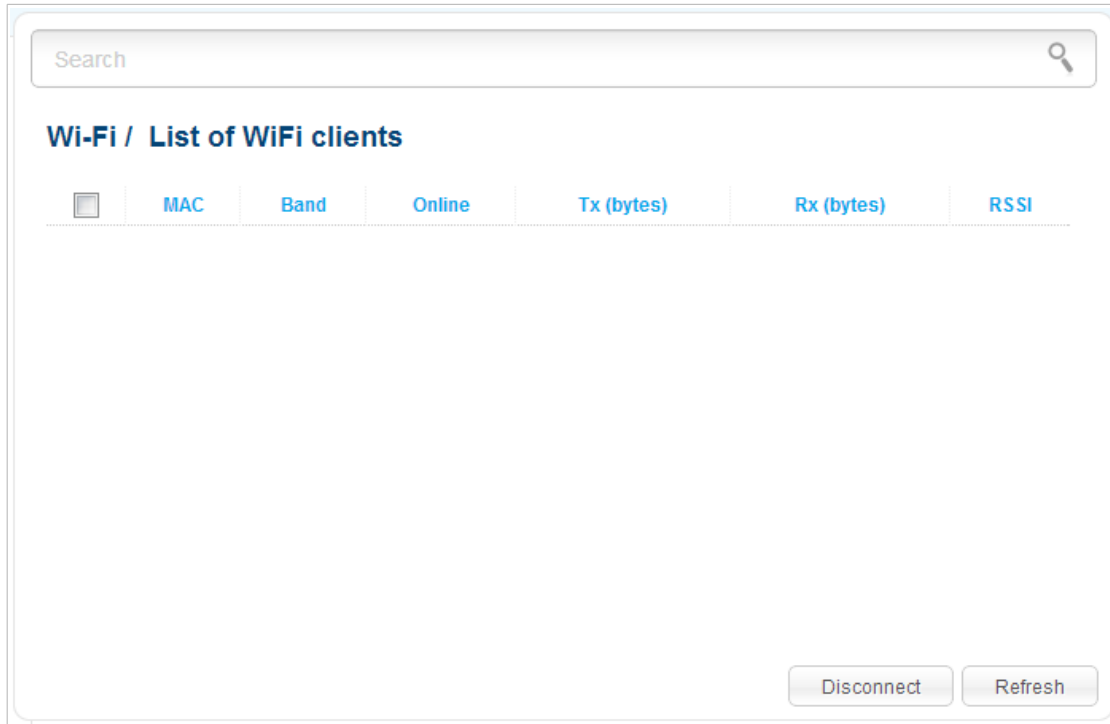 Search
Wi-Fi /  List of WiFi clients
MAC Band Online Tx (bytes) Rx (bytes) RSSI
Disconnect Refresh